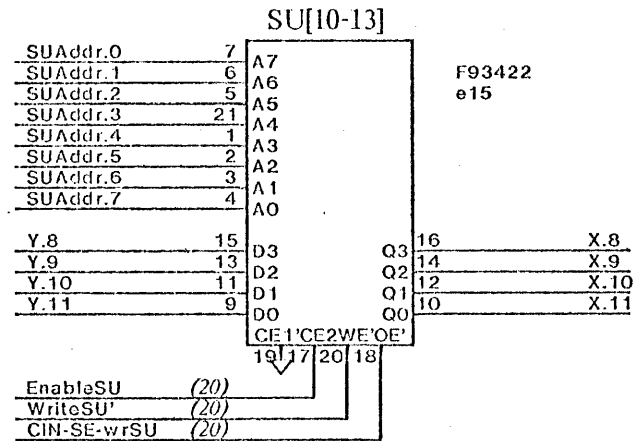 SU[10-13]
SUAddr.0 7 A7
SUAddr.1 6 A6
SUAddr.2 5 A5
SUAddr.3 21 A4
SUAddr.4 1 A3
SUAddr.5 2 A2
SUAddr.6 3 A1
SUAddr.7 4 A0
F93422
e15
Y.8 15 D3 Q3 16 X.8
Y.9 13 D2 Q2 14 X.9
Y.10 11 D1 Q1 12 X.10
Y.11 9 D0 Q0 10 X.11
CE1'CE2WE'OE'
19 17 20 18
EnableSU (20)
WriteSU' (20)
CIN-SE-wrSU (20)